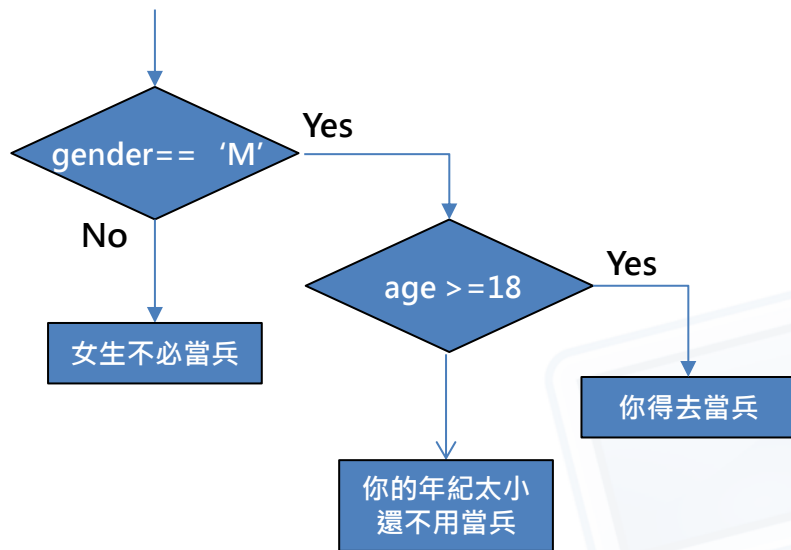 gender== ‘M’
Yes
No
age >=18
Yes
女生不必當兵
你得去當兵
你的年紀太小
還不用當兵